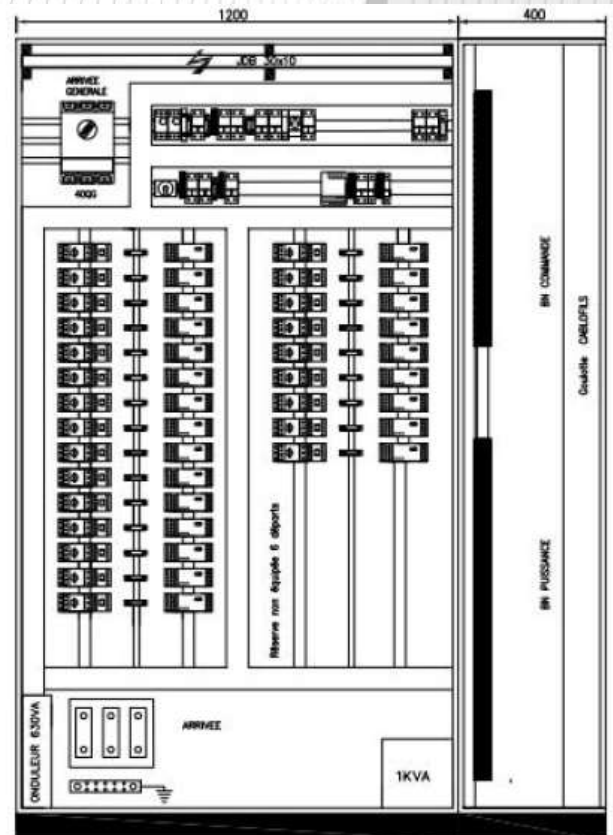 1200
400
JDB 30x10
ARRIVEE
GENERALE
40QG
BN COMMANDE
Goulotte CABLOFILS
Réserve non équipée 6 départs
BN PUISSANCE
ONDULEUR 630VA
ARRIVEE
1KVA